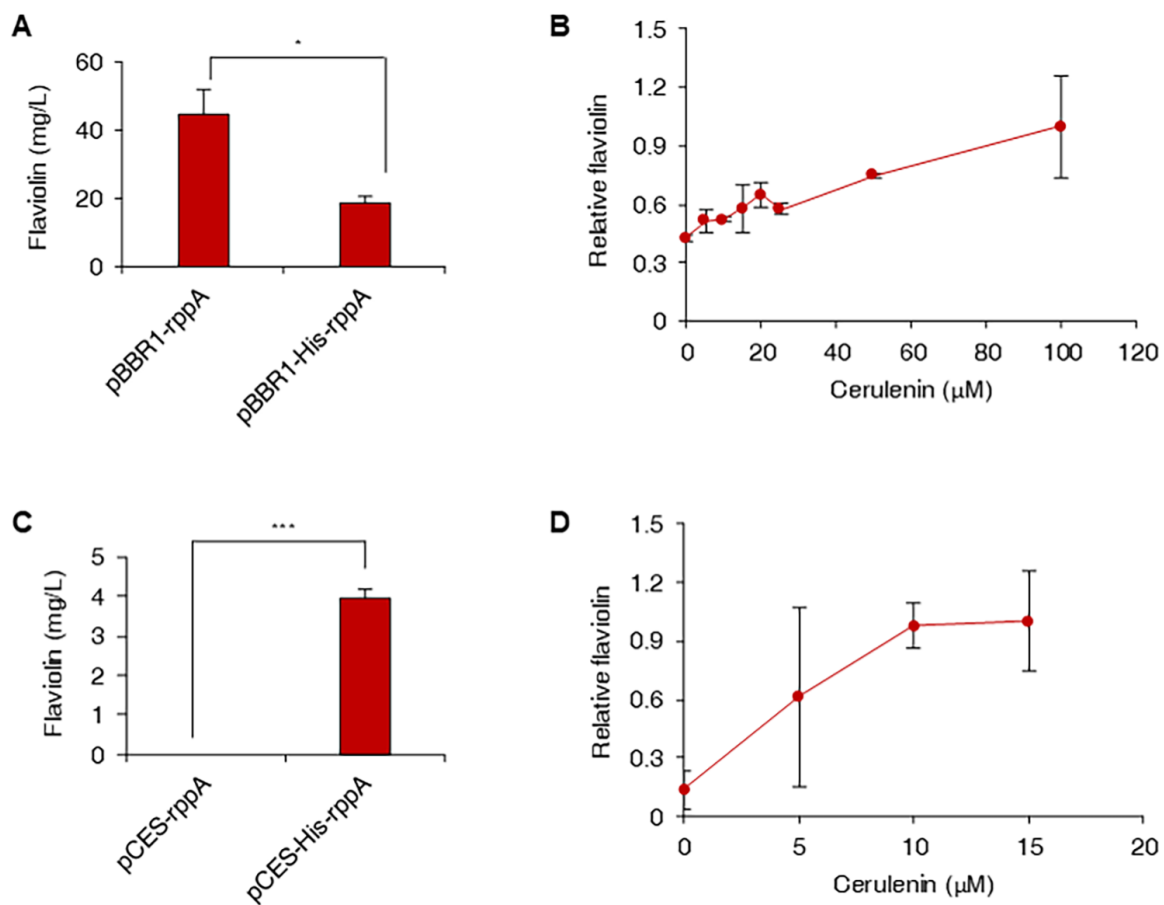 A
*
60
40
20
0
Flaviolin (mg/L)
pBBR1-rppA
pBBR1-His-rppA
B
1.5
1.2
0.9
0.6
0.3
0
Relative flaviolin
0 20 40 60 80 100 120
Cerulenin (μM)
C
***
5
4
3
2
1
0
Flaviolin (mg/L)
pCES-rppA
pCES-His-rppA
D
1.5
1.2
0.9
0.6
0.3
0
Relative flaviolin
0 5 10 15 20
Cerulenin (μM)